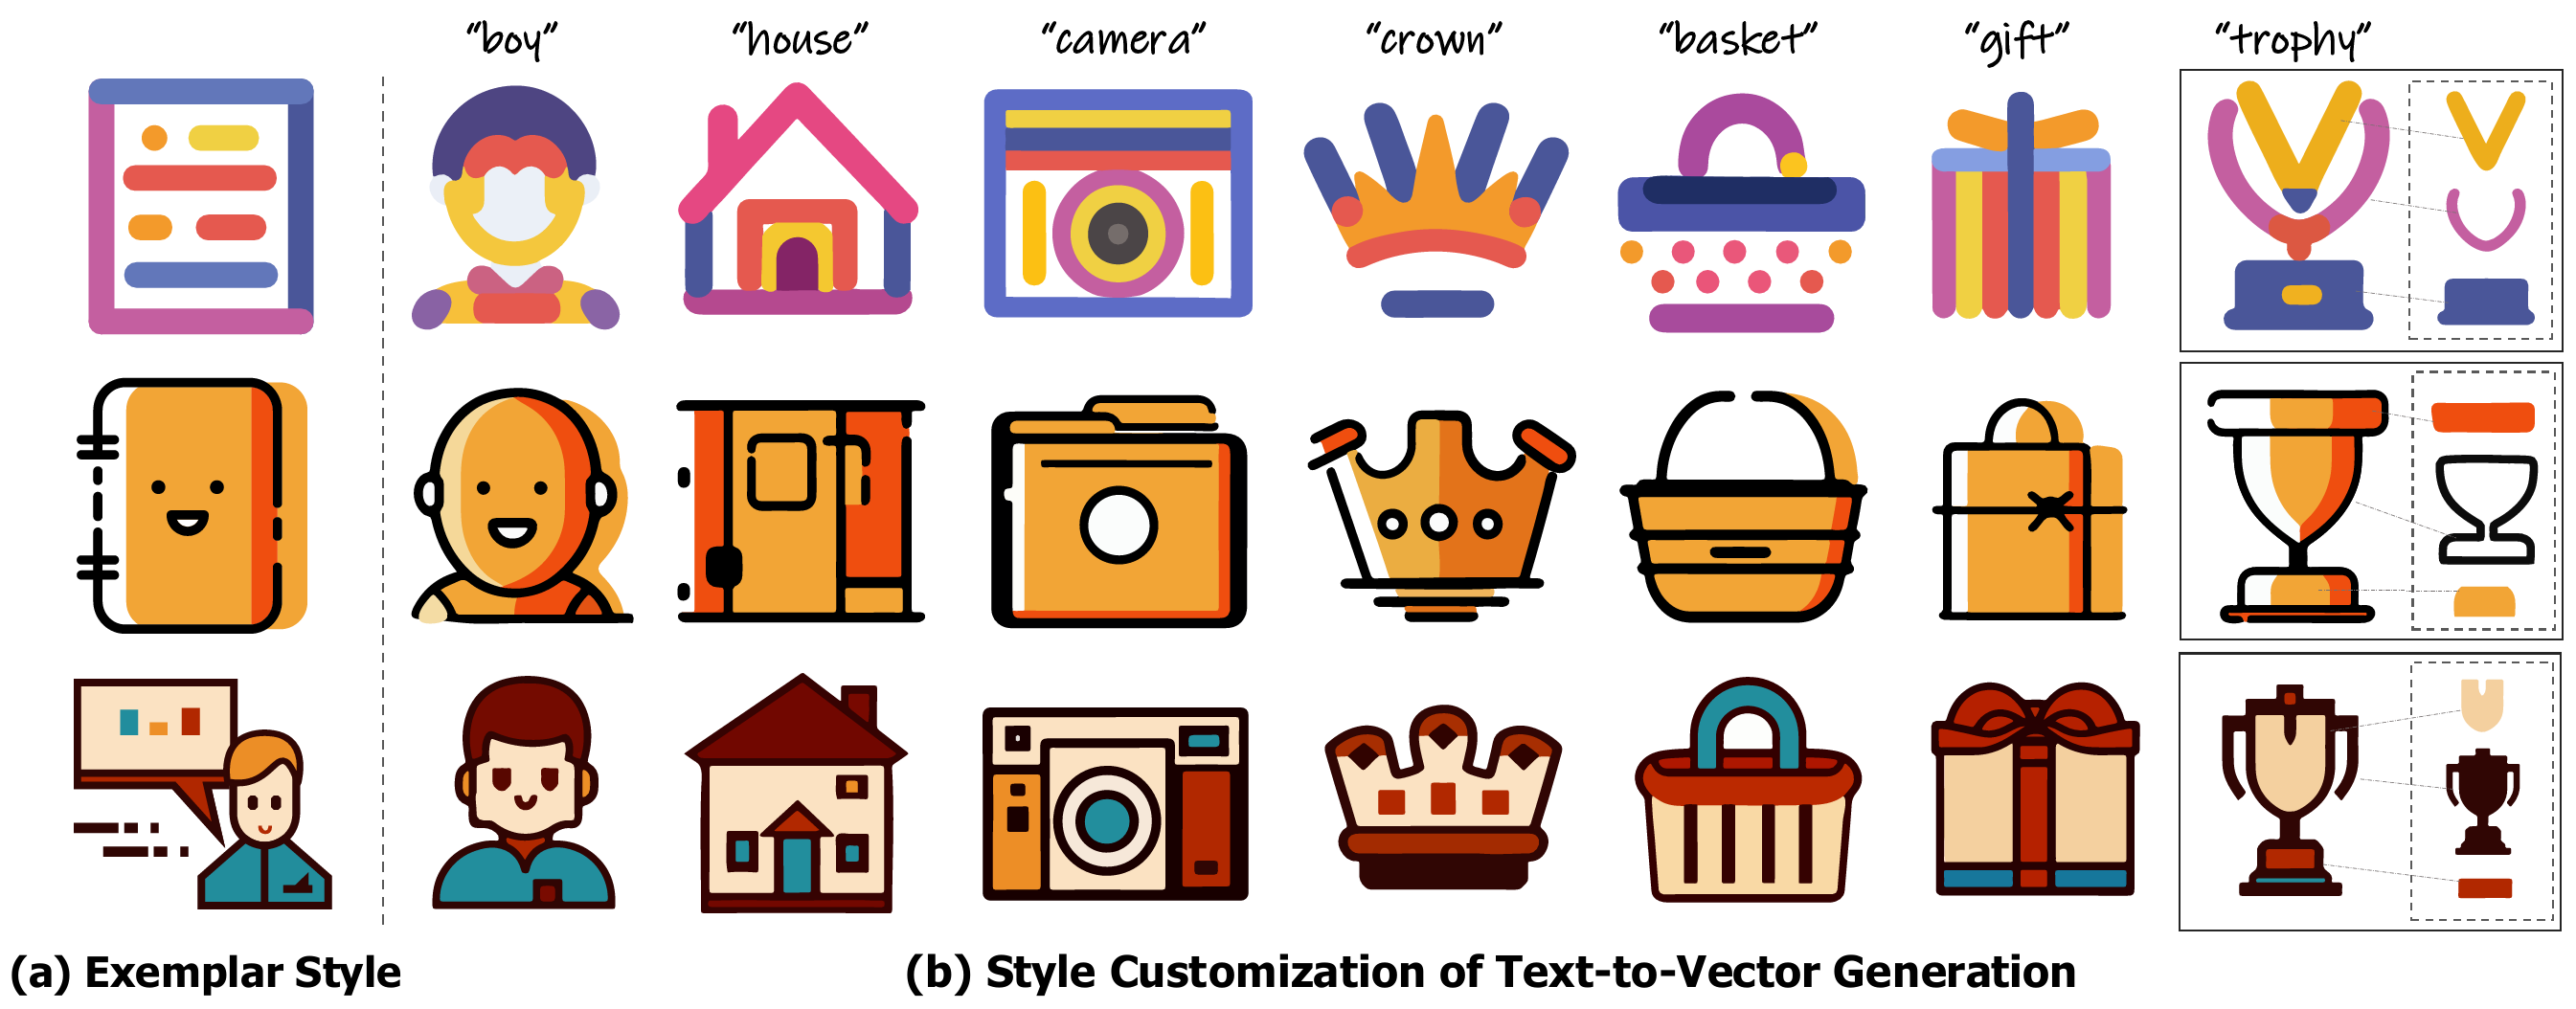 “boy” “house” “camera” “crown” “basket” “gift” “trophy”
(a) Exemplar Style (b) Style Customization of Text-to-Vector Generation